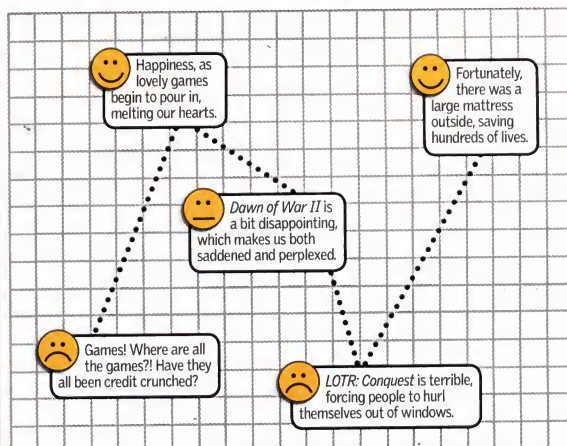 Happiness, as
lovely games
begin to pour in,
melting our hearts.
Fortunately,
there was a
large mattress
outside, saving
hundreds of lives.
Dawn of War II is
a bit disappointing,
which makes us both
saddened and perplexed.
Games! Where are all
the games?! Have they
all been credit crunched?
LOTR: Conquest is terrible,
forcing people to hurl
themselves out of windows.